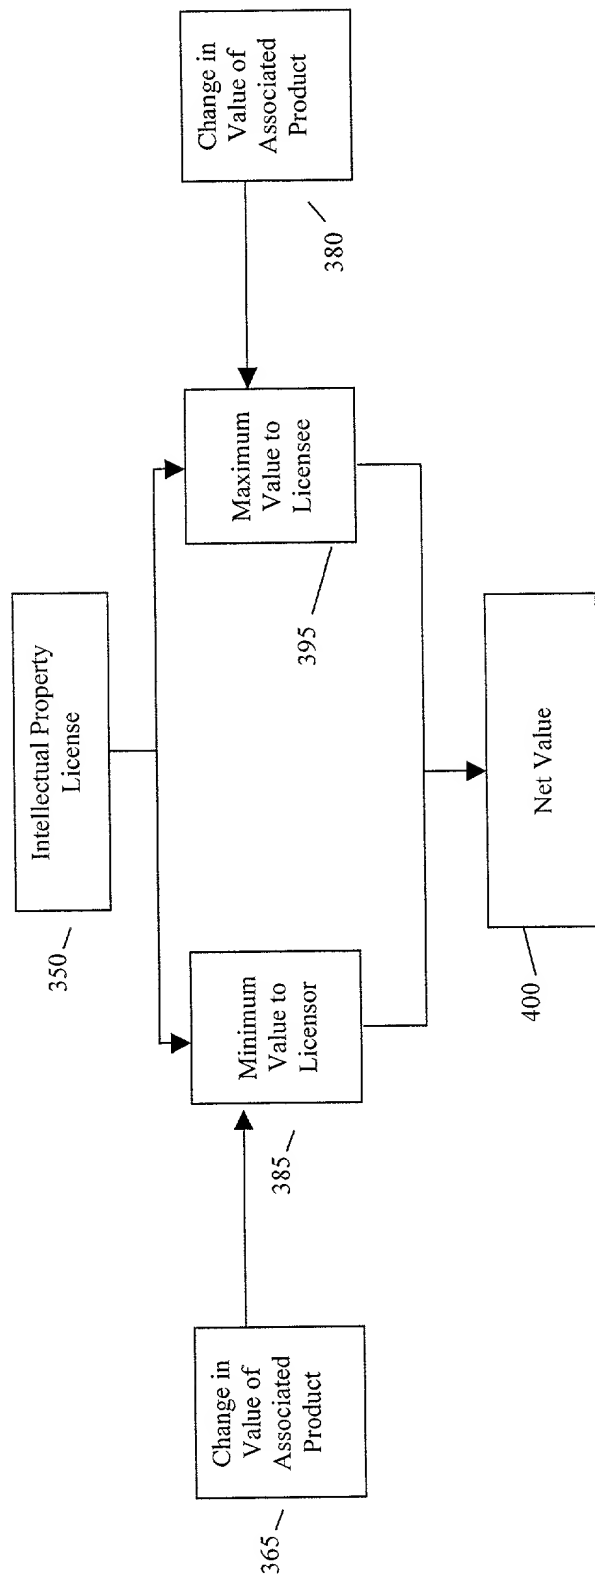 Intellectual Property
License
350
Change in
Value of
Associated
Product
365
Minimum
Value to
Licensor
385
Maximum
Value to
Licensee
395
Change in
Value of
Associated
Product
380
Net Value
400